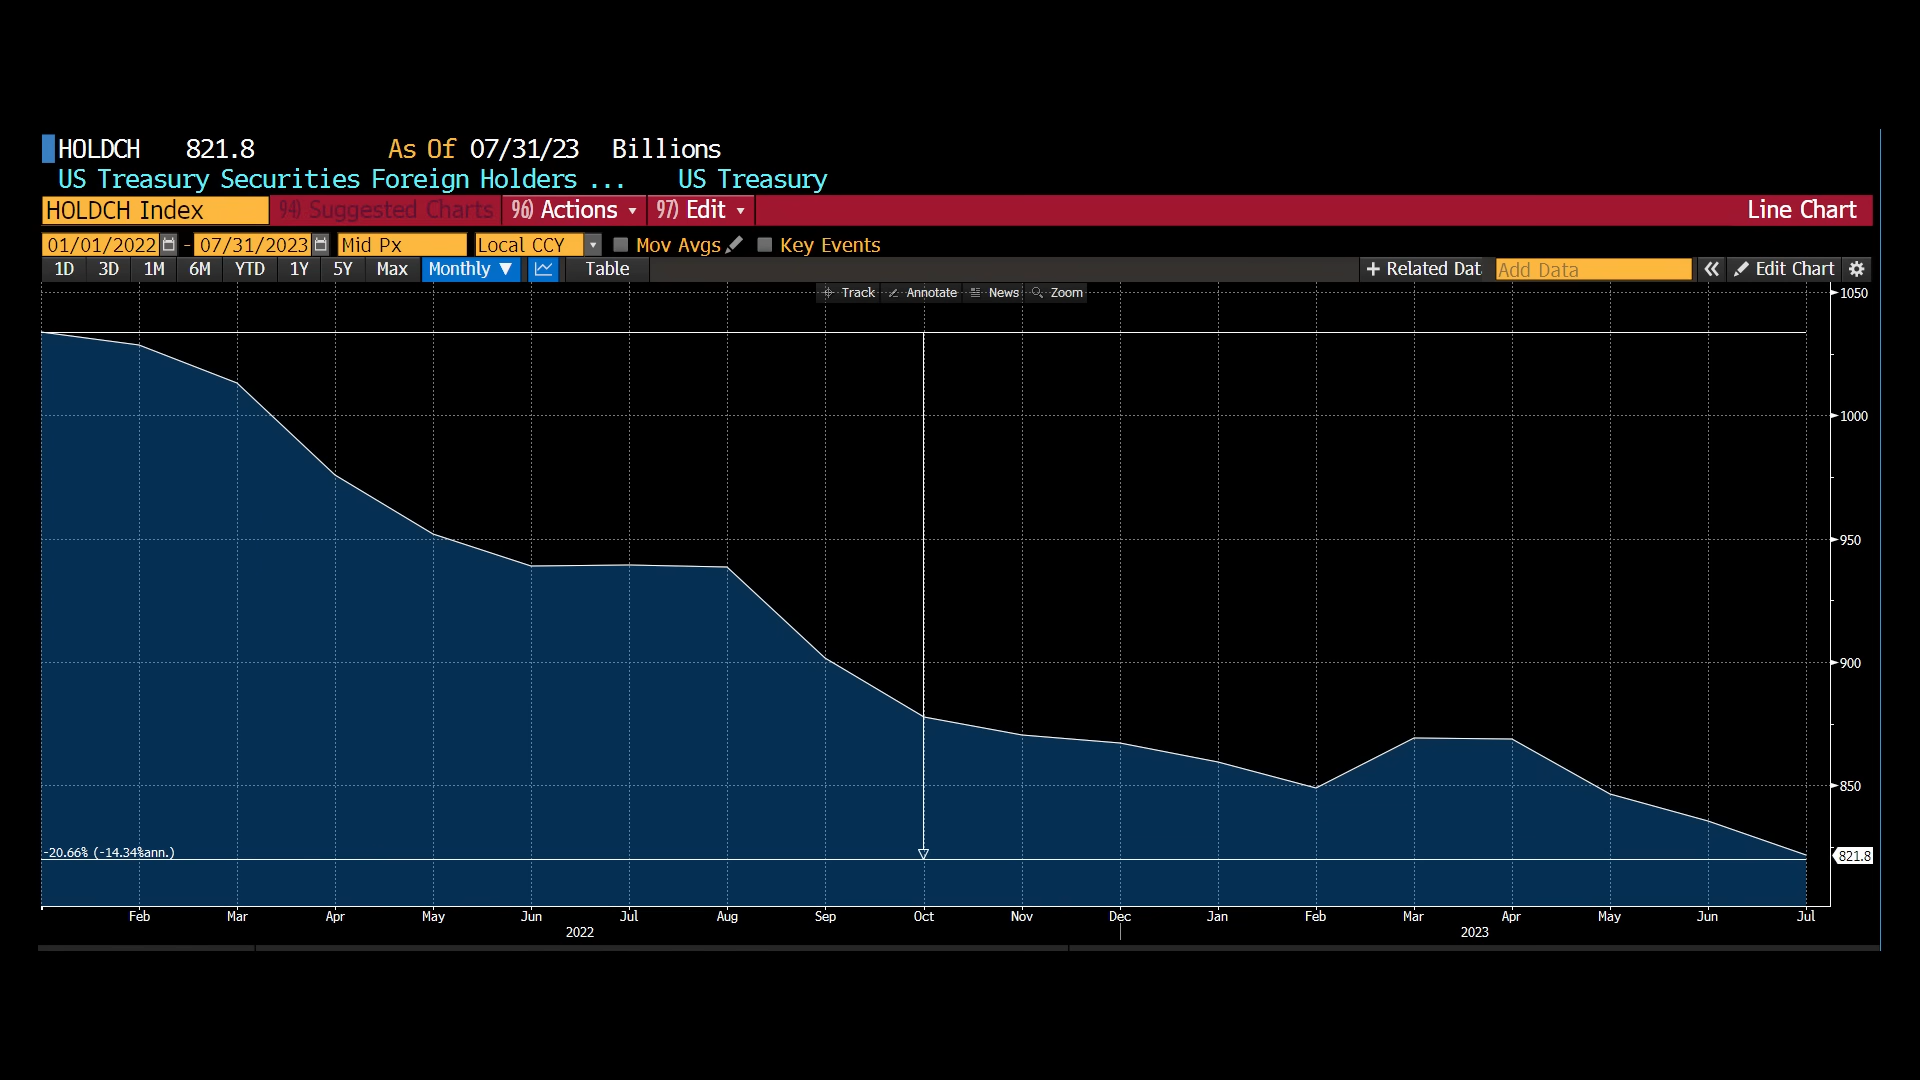 HOLDCH 821.8 As Of 07/31/23 Billions
US Treasury Securities Foreign Holders ... US Treasury
HOLDCH Index 94) Suggested Charts 96) Actions 97) Edit Line Chart
01/01/2022 - 07/31/2023 Mid Px Local CCY Mov Avgs Key Events
1D 3D 1M 6M YTD 1Y 5Y Max Monthly ▼ Table + Related Dat Add Data « Edit Chart
Track Annotate News Zoom
1050
1000
950
900
850
-20.66% (-14.34%ann.)
821.8
Feb Mar Apr May Jun Jul Aug Sep Oct Nov Dec Jan Feb Mar Apr May Jun Jul
2022 2023